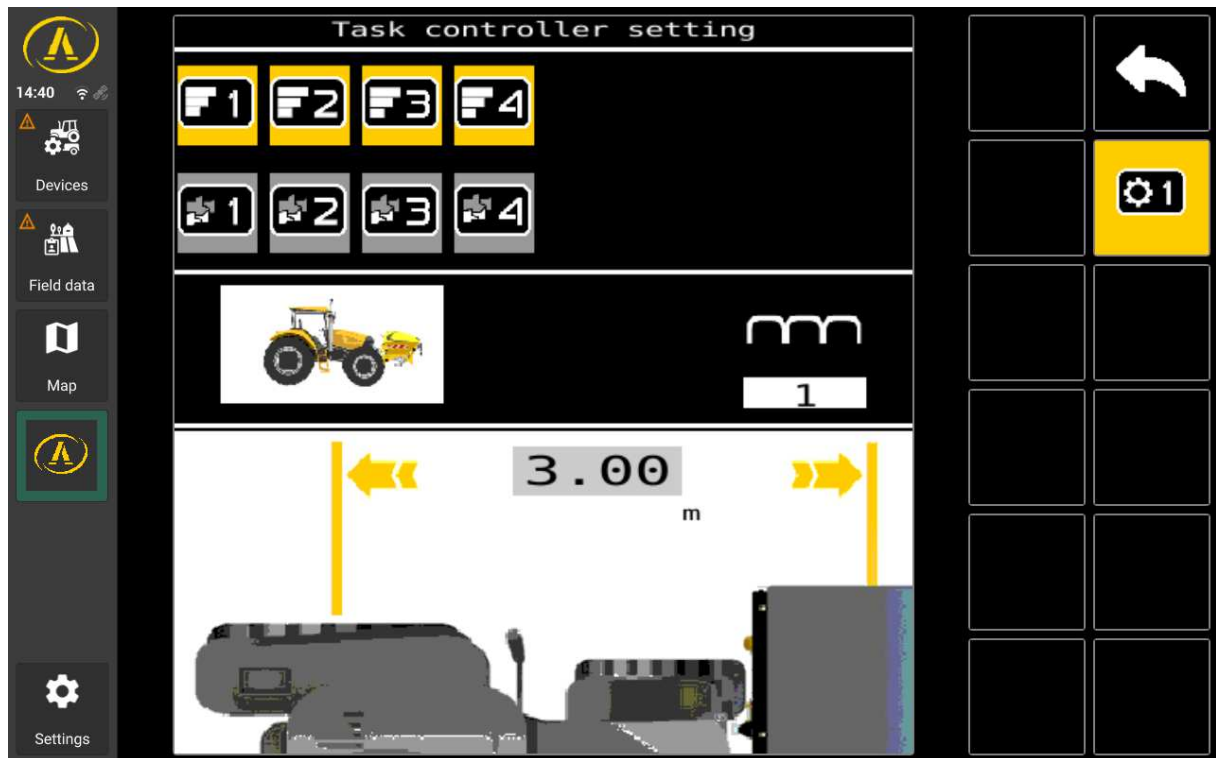 Task controller setting
14:40
1 2 3 4
1
Devices
1 2 3 4
Field data
Map
1
3.00
m
Settings